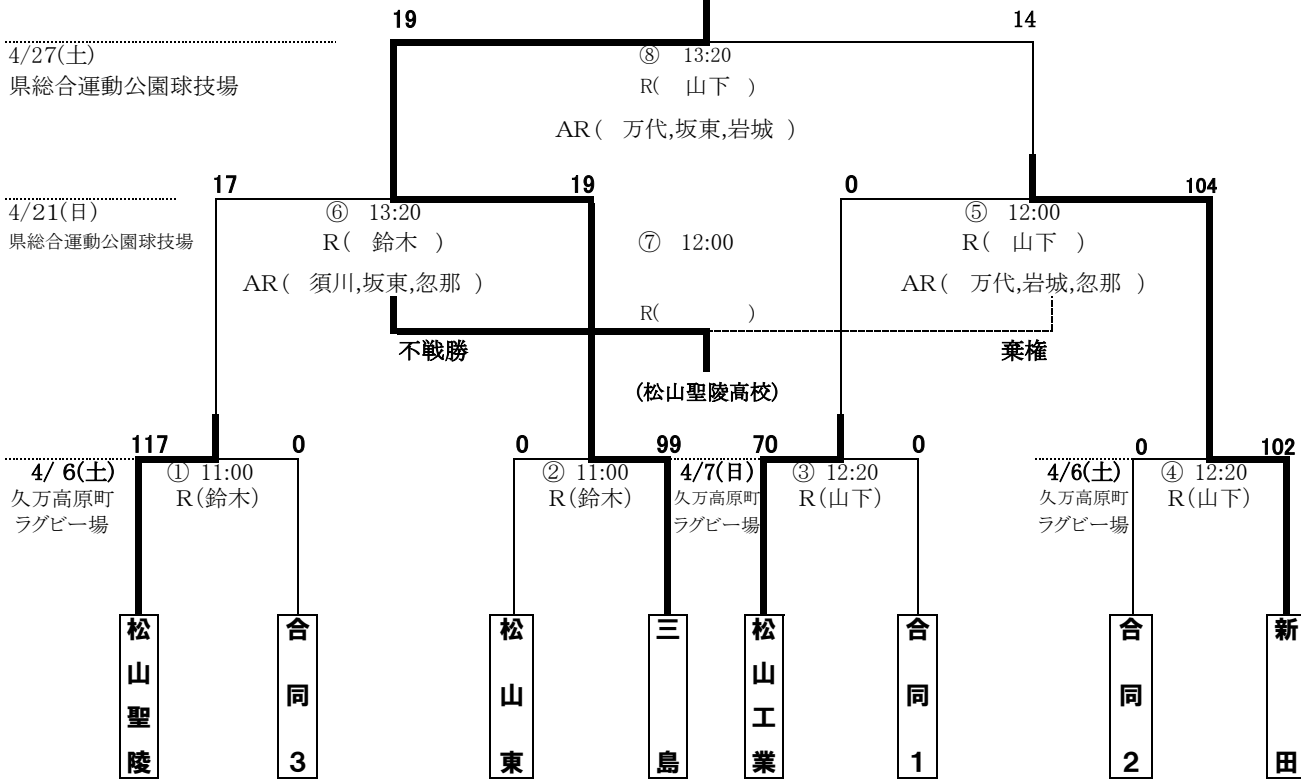 19
14
4/27(土)
県総合運動公園球技場
⑧ 13:20
R( 山下 )
AR( 万代,坂東,岩城 )
17
19
0
104
4/21(日)
県総合運動公園球技場
⑥ 13:20
R( 鈴木 )
AR( 須川,坂東,忽那 )
⑦ 12:00
R( )
⑤ 12:00
R( 山下 )
AR( 万代,岩城,忽那 )
不戦勝
棄権
(松山聖陵高校)
117
0
0
99
70
0
0
102
4/ 6(土)
久万高原町
ラグビー場
① 11:00
R(鈴木)
② 11:00
R(鈴木)
4/7(日)
久万高原町
ラグビー場
③ 12:20
R(山下)
4/6(土)
久万高原町
ラグビー場
④ 12:20
R(山下)
松山聖陵
合同3
松山東
三島
松山工業
合同1
合同2
新田